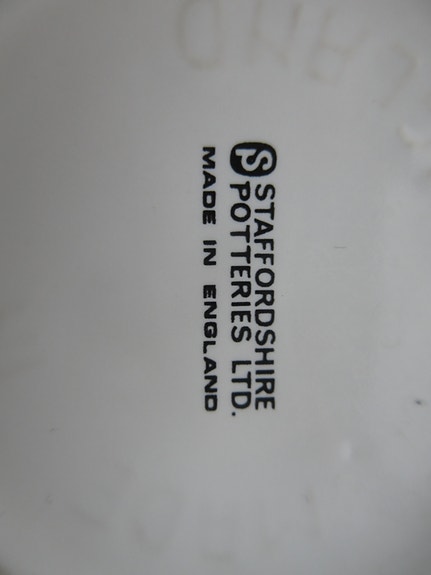 STAFFORDSHIRE
POTTERIES LTD.
MADE IN ENGLAND